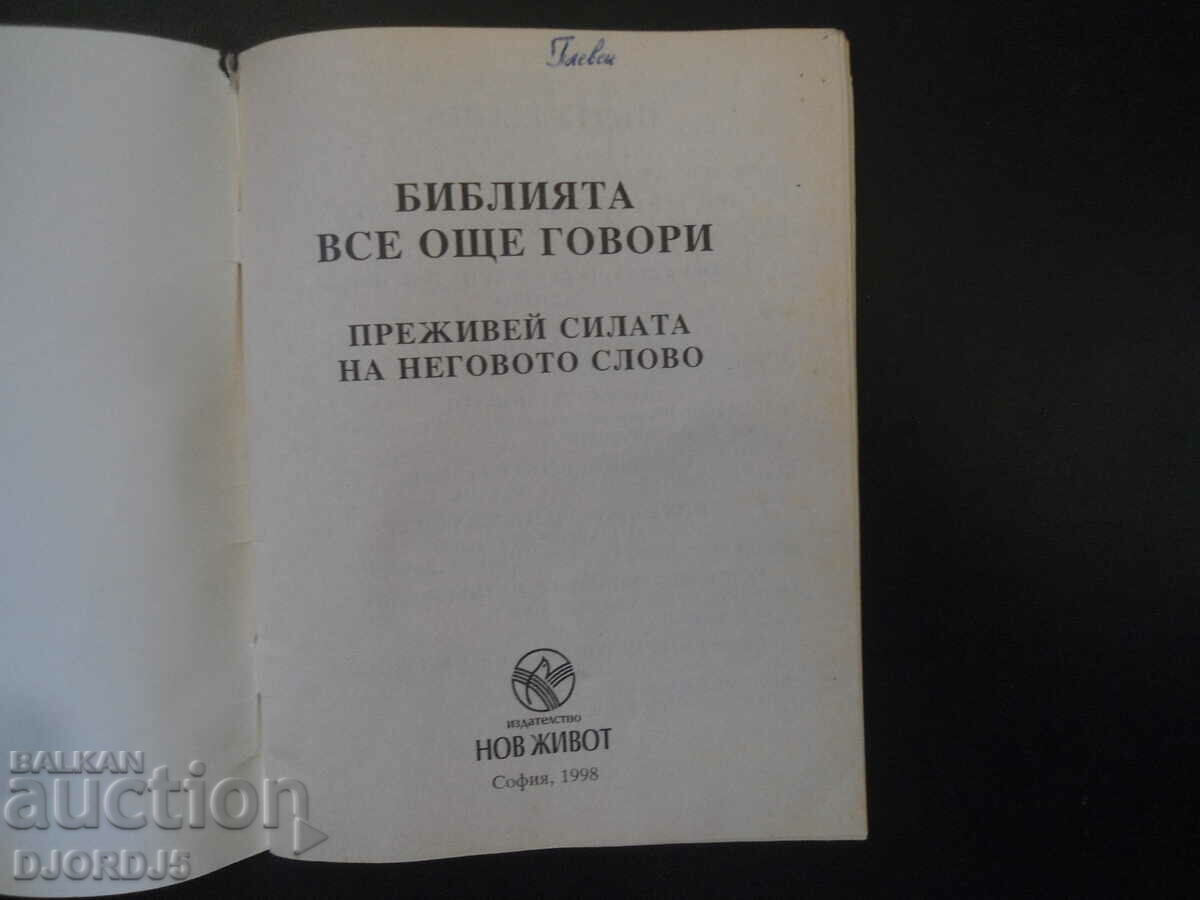 Плевен
БИБЛИЯТА
ВСЕ ОЩЕ ГОВОРИ
ПРЕЖИВЕЙ СИЛАТА
НА НЕГОВОТО СЛОВО
издателство
НОВ ЖИВОТ
София, 1998
BALKAN
auction
DJORDJ5